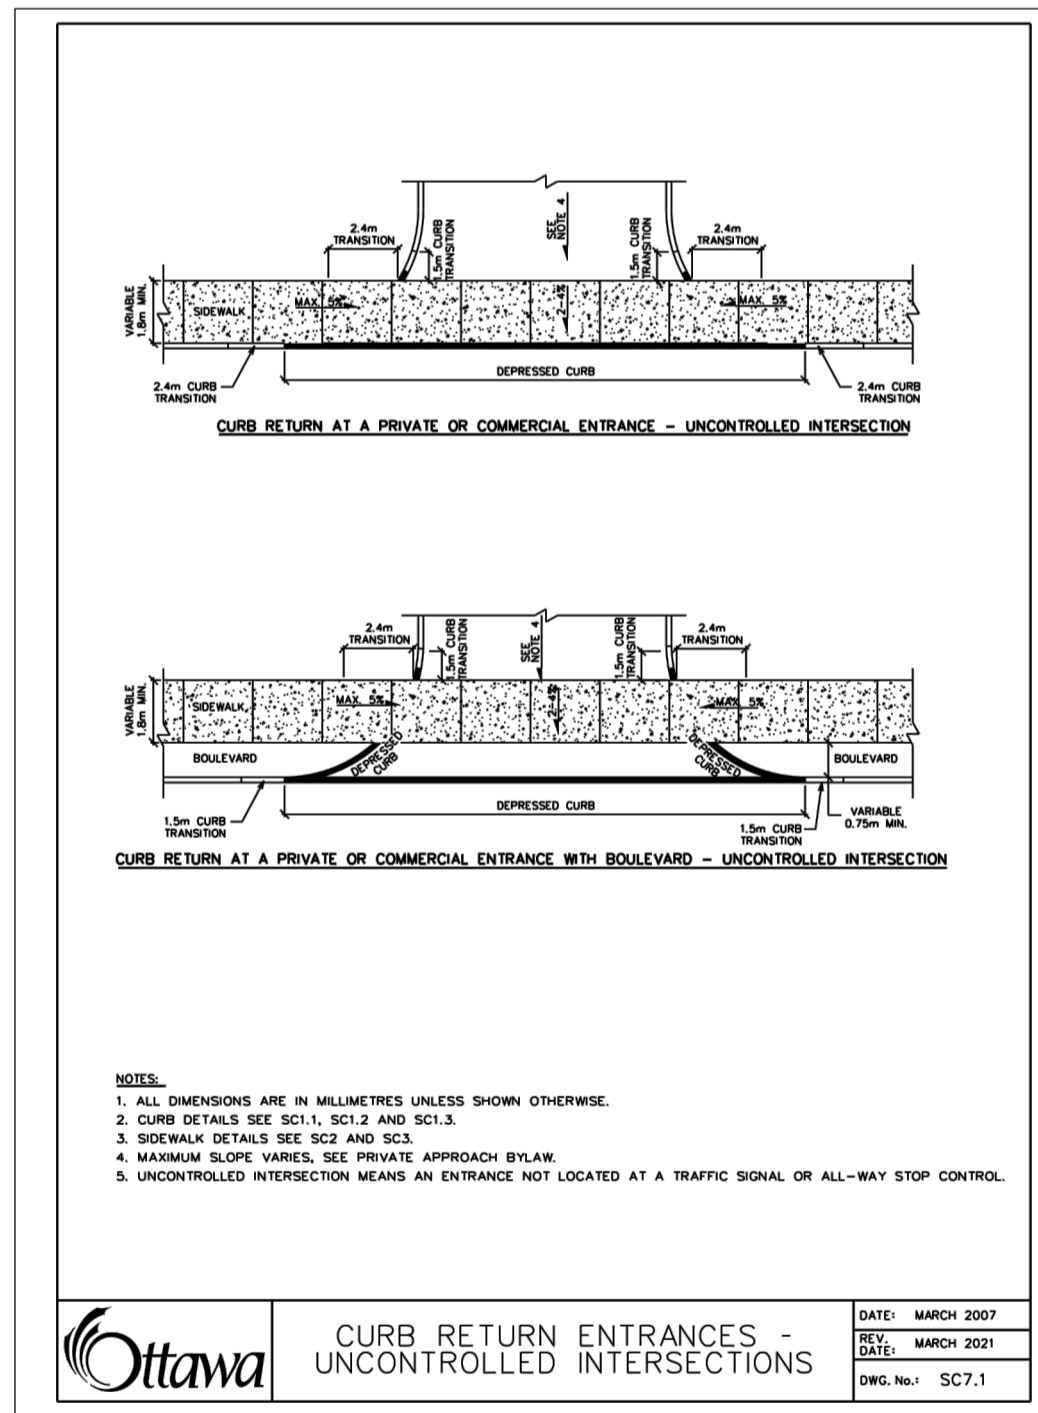 2.4m
TRANSITION
1.5m CURB
TRANSITION
SEE
NOTE 4
1.5m CURB
TRANSITION
2.4m
TRANSITION
VARIABLE
1.8m MIN.
SIDEWALK
MAX. 5%
2-4%
MAX. 5%
2.4m CURB
TRANSITION
DEPRESSED CURB
2.4m CURB
TRANSITION
CURB RETURN AT A PRIVATE OR COMMERCIAL ENTRANCE - UNCONTROLLED INTERSECTION
2.4m
TRANSITION
1.5m CURB
TRANSITION
SEE
NOTE 4
1.5m CURB
TRANSITION
2.4m
TRANSITION
VARIABLE
1.8m MIN.
SIDEWALK
MAX. 5%
2-4%
MAX. 5%
BOULEVARD
DEPRESSED
CURB
DEPRESSED
CURB
BOULEVARD
1.5m CURB
TRANSITION
DEPRESSED CURB
1.5m CURB
TRANSITION
VARIABLE
0.75m MIN.
CURB RETURN AT A PRIVATE OR COMMERCIAL ENTRANCE WITH BOULEVARD - UNCONTROLLED INTERSECTION
NOTES:
1. ALL DIMENSIONS ARE IN MILLIMETRES UNLESS SHOWN OTHERWISE.
2. CURB DETAILS SEE SC1.1, SC1.2 AND SC1.3.
3. SIDEWALK DETAILS SEE SC2 AND SC3.
4. MAXIMUM SLOPE VARIES, SEE PRIVATE APPROACH BYLAW.
5. UNCONTROLLED INTERSECTION MEANS AN ENTRANCE NOT LOCATED AT A TRAFFIC SIGNAL OR ALL-WAY STOP CONTROL.
Ottawa
CURB RETURN ENTRANCES -
UNCONTROLLED INTERSECTIONS
DATE: MARCH 2007
REV. DATE: MARCH 2021
DWG. No.: SC7.1